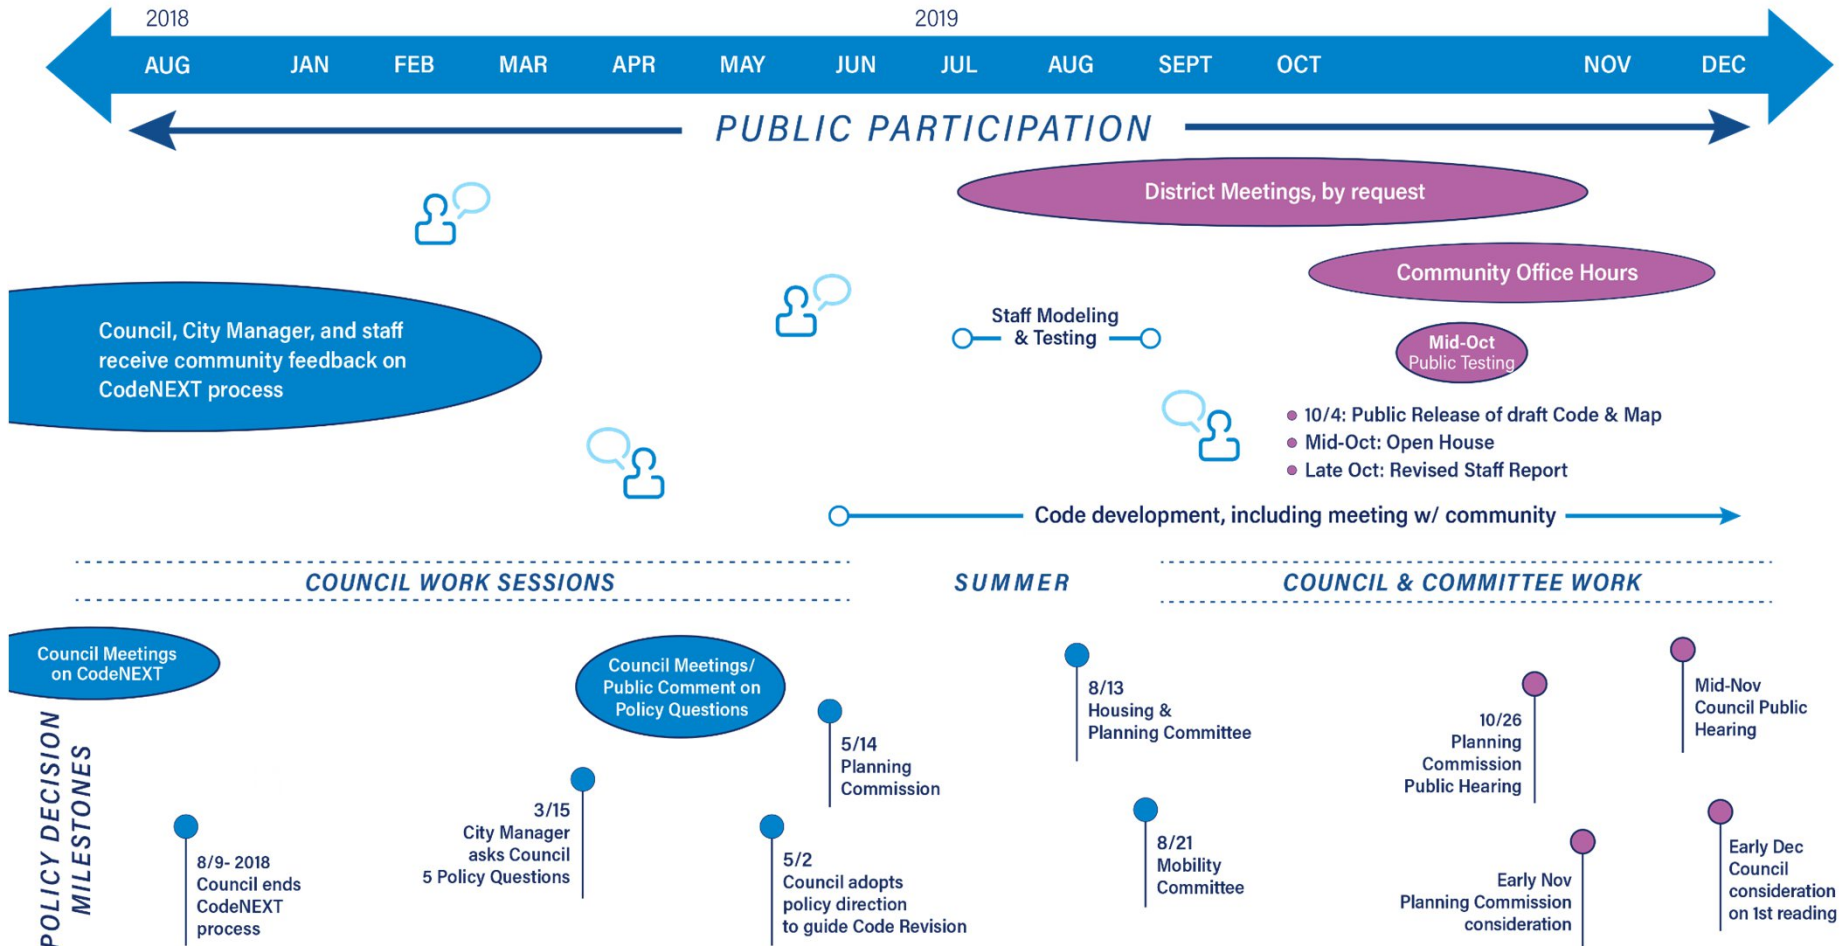 2018
2019
AUG JAN FEB MAR APR MAY JUN JUL AUG SEPT OCT NOV DEC
PUBLIC PARTICIPATION
District Meetings, by request
Community Office Hours
Council, City Manager, and staff
receive community feedback on
CodeNEXT process
Staff Modeling
& Testing
Mid-Oct
Public Testing
10/4: Public Release of draft Code & Map
Mid-Oct: Open House
Late Oct: Revised Staff Report
Code development, including meeting w/ community
COUNCIL WORK SESSIONS
SUMMER
COUNCIL & COMMITTEE WORK
POLICY DECISION
MILESTONES
Council Meetings
on CodeNEXT
8/9- 2018
Council ends
CodeNEXT
process
3/15
City Manager
asks Council
5 Policy Questions
Council Meetings/
Public Comment on
Policy Questions
5/2
Council adopts
policy direction
to guide Code Revision
5/14
Planning
Commission
8/13
Housing &
Planning Committee
8/21
Mobility
Committee
10/26
Planning
Commission
Public Hearing
Early Nov
Planning Commission
consideration
Mid-Nov
Council Public
Hearing
Early Dec
Council
consideration
on 1st reading